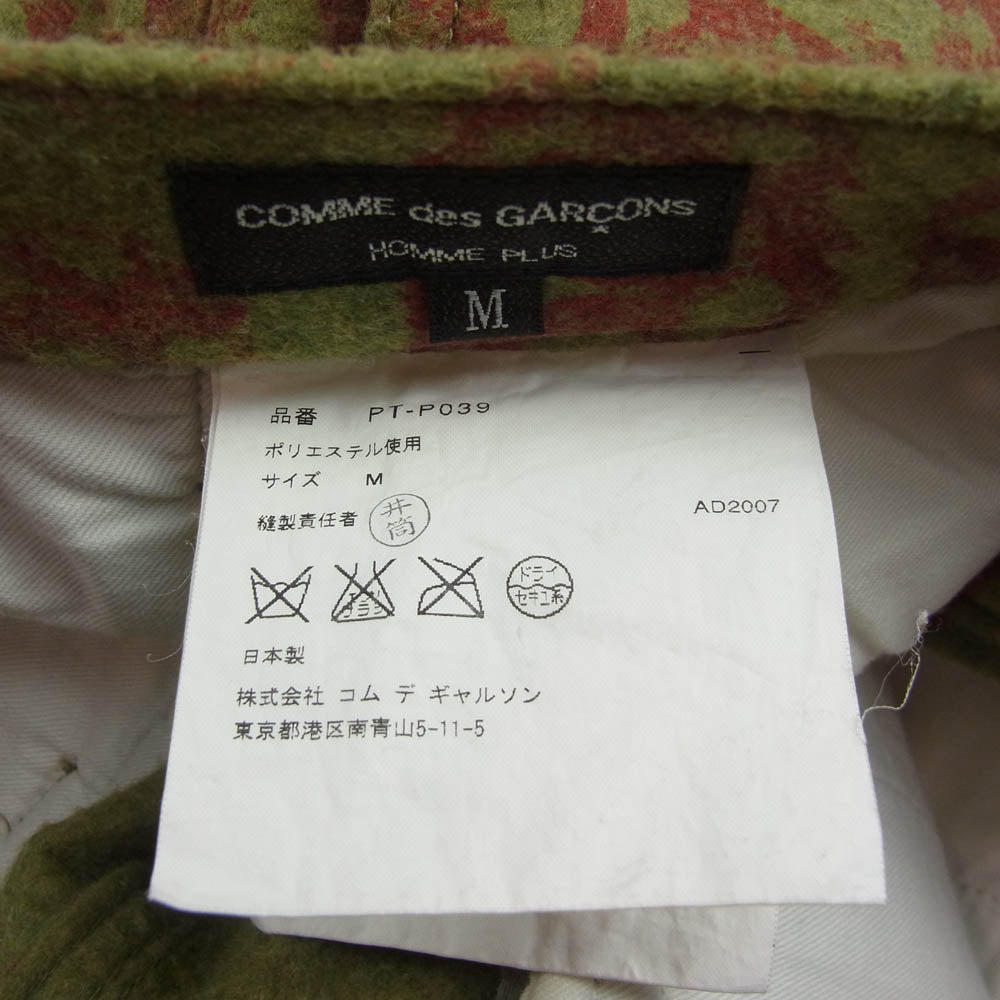 COMME des GARÇONS
HOMME PLUS
M
品番 PT-P039
ポリエステル使用
サイズ M
AD2007
縫製責任者 井筒
ドライ
セキユ系
日本製
株式会社 コム デ ギャルソン
東京都港区南青山5-11-5